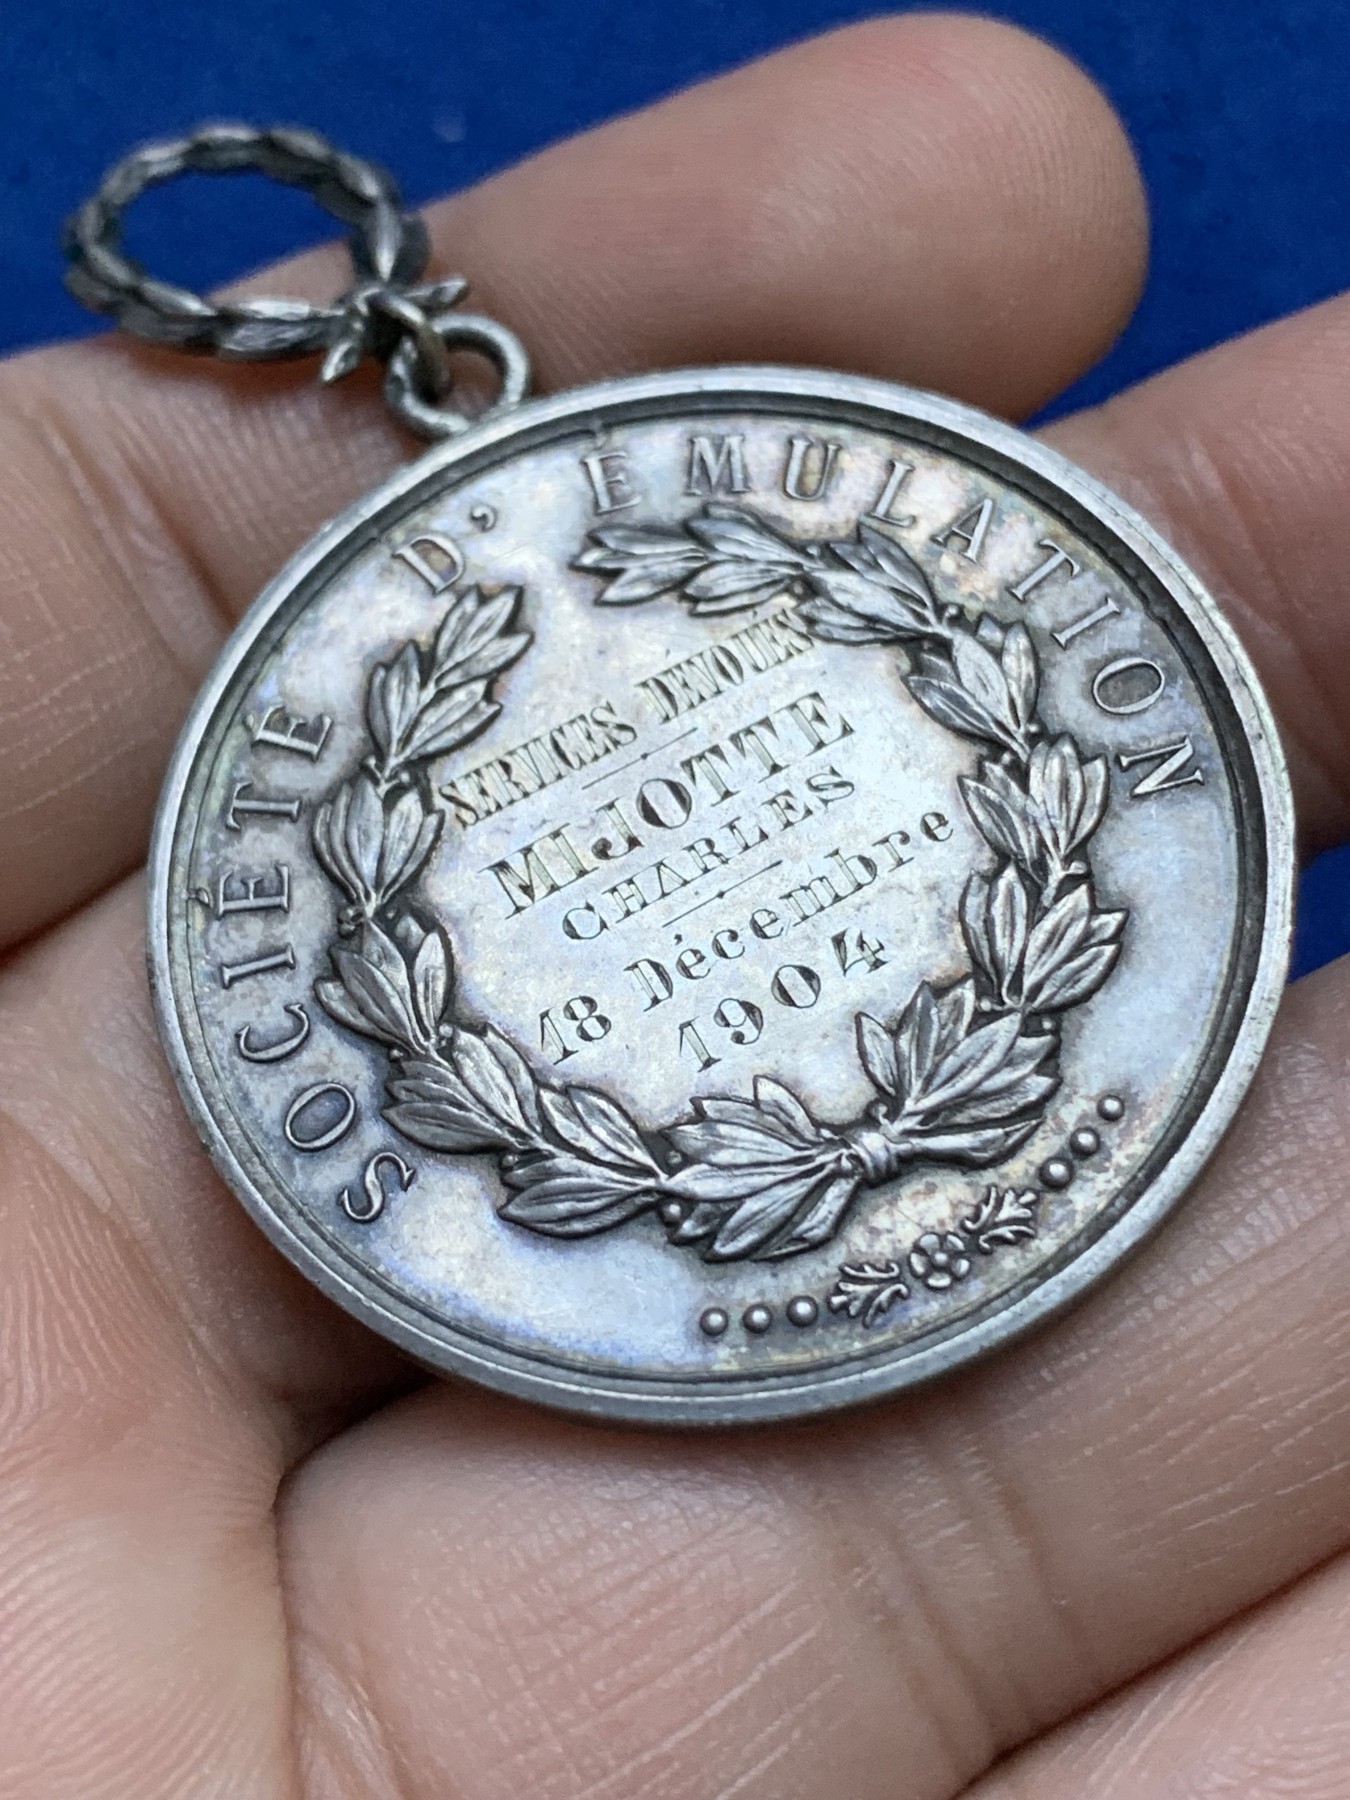 SOCIÉTÉ D'ÉMULATION
SERVICES DÉVOUÉS
MIJOTTE
CHARLES
18 Décembre
1904